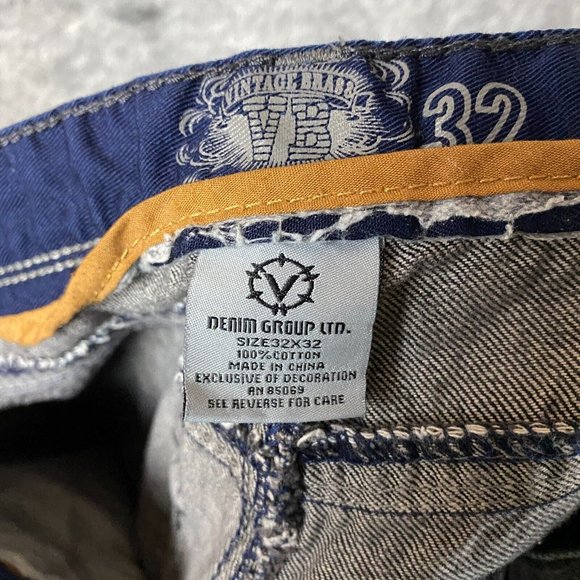 VINTAGE BRASS
VB
32
V
DENIM GROUP LTD.
SIZE32X32
100%COTTON
MADE IN CHINA
EXCLUSIVE OF DECORATION
RN 85069
SEE REVERSE FOR CARE